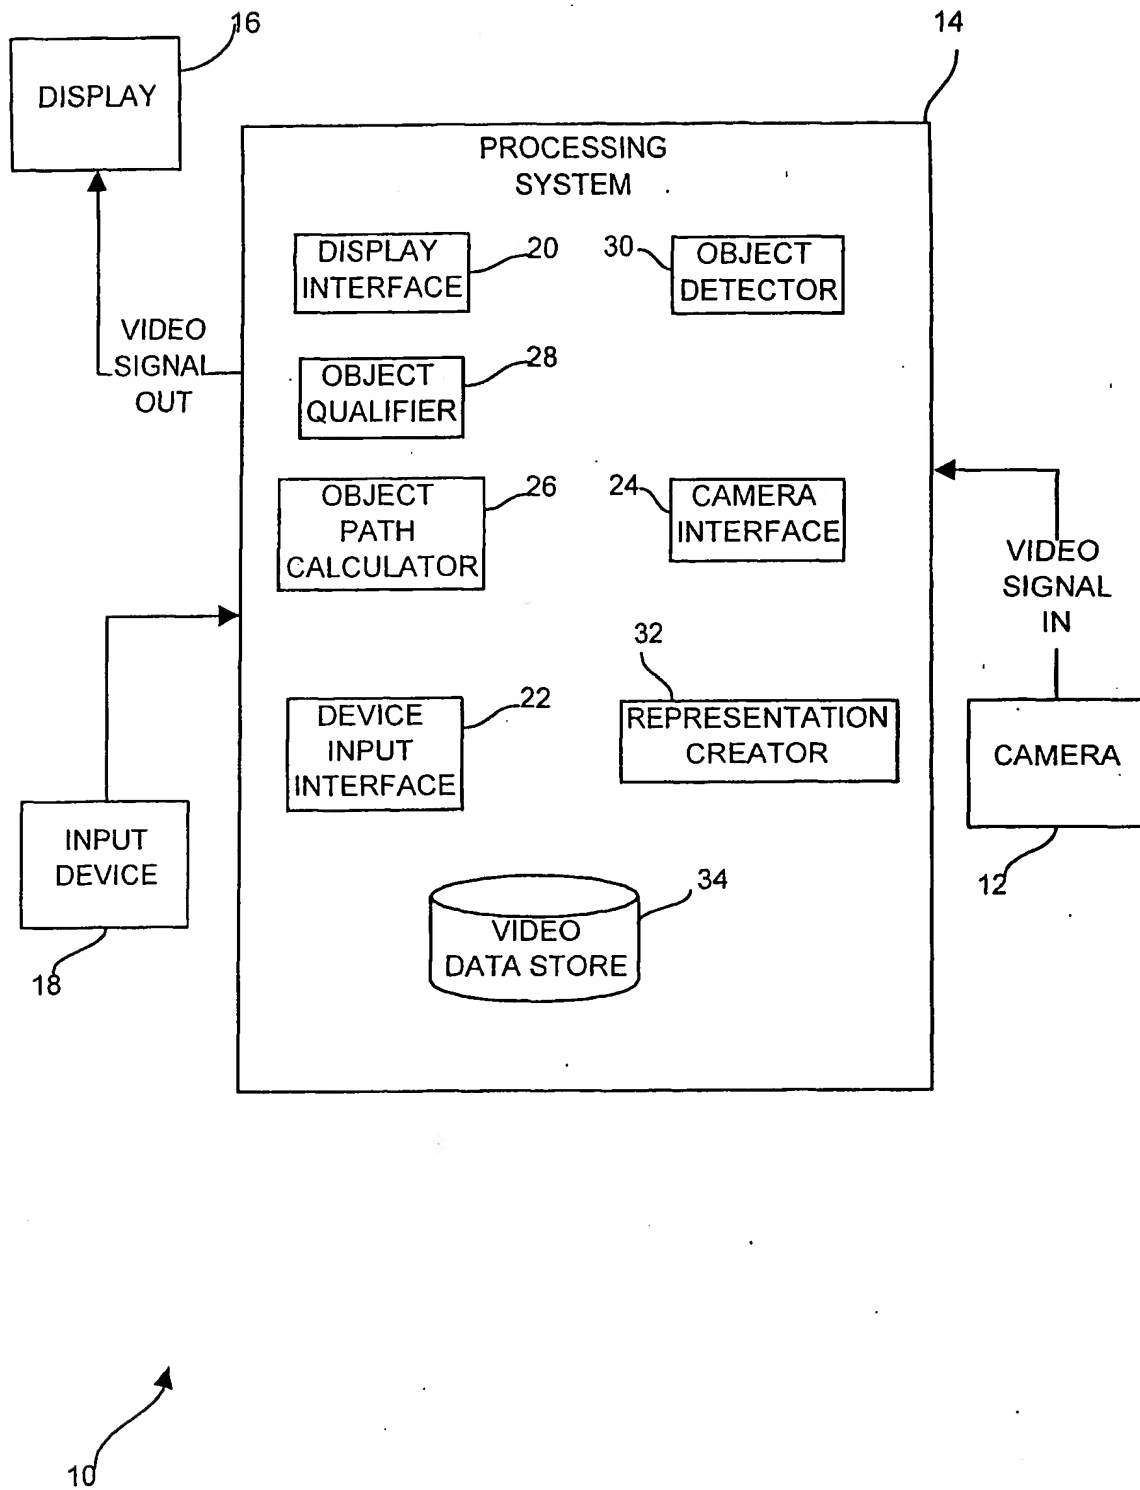 16
14
DISPLAY
PROCESSING
SYSTEM
DISPLAY
INTERFACE
20
30
OBJECT
DETECTOR
VIDEO
SIGNAL
OUT
OBJECT
QUALIFIER
28
OBJECT
PATH
CALCULATOR
26
24
CAMERA
INTERFACE
VIDEO
SIGNAL
IN
32
DEVICE
INPUT
INTERFACE
22
REPRESENTATION
CREATOR
CAMERA
12
INPUT
DEVICE
18
VIDEO
DATA STORE
34
10